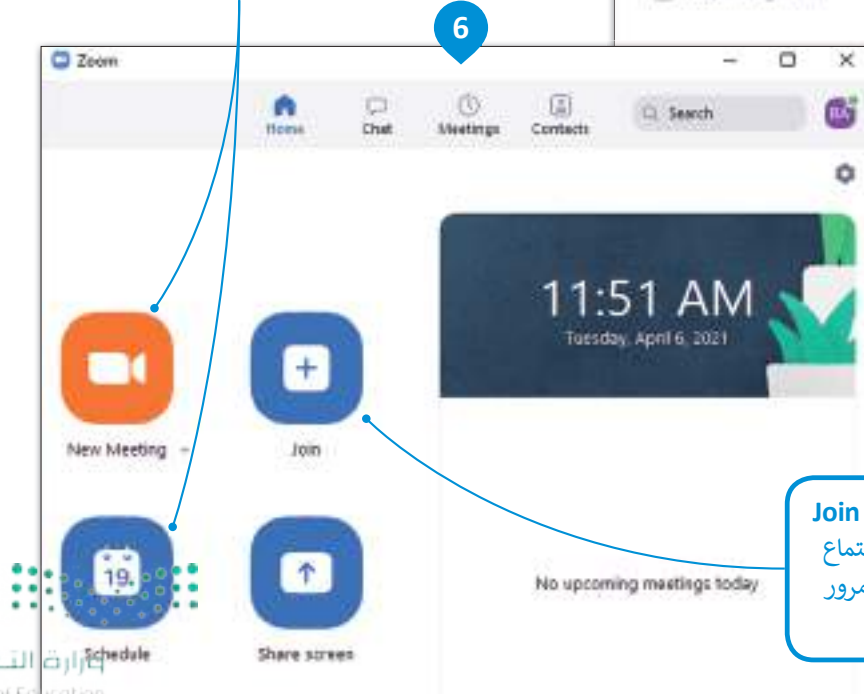 6
Zoom
Home
Chat
Meetings
Contacts
Search
11:51 AM
Tuesday, April 6, 2021
New Meeting
Join
Join
19
No upcoming meetings today
Schedule
Share screen